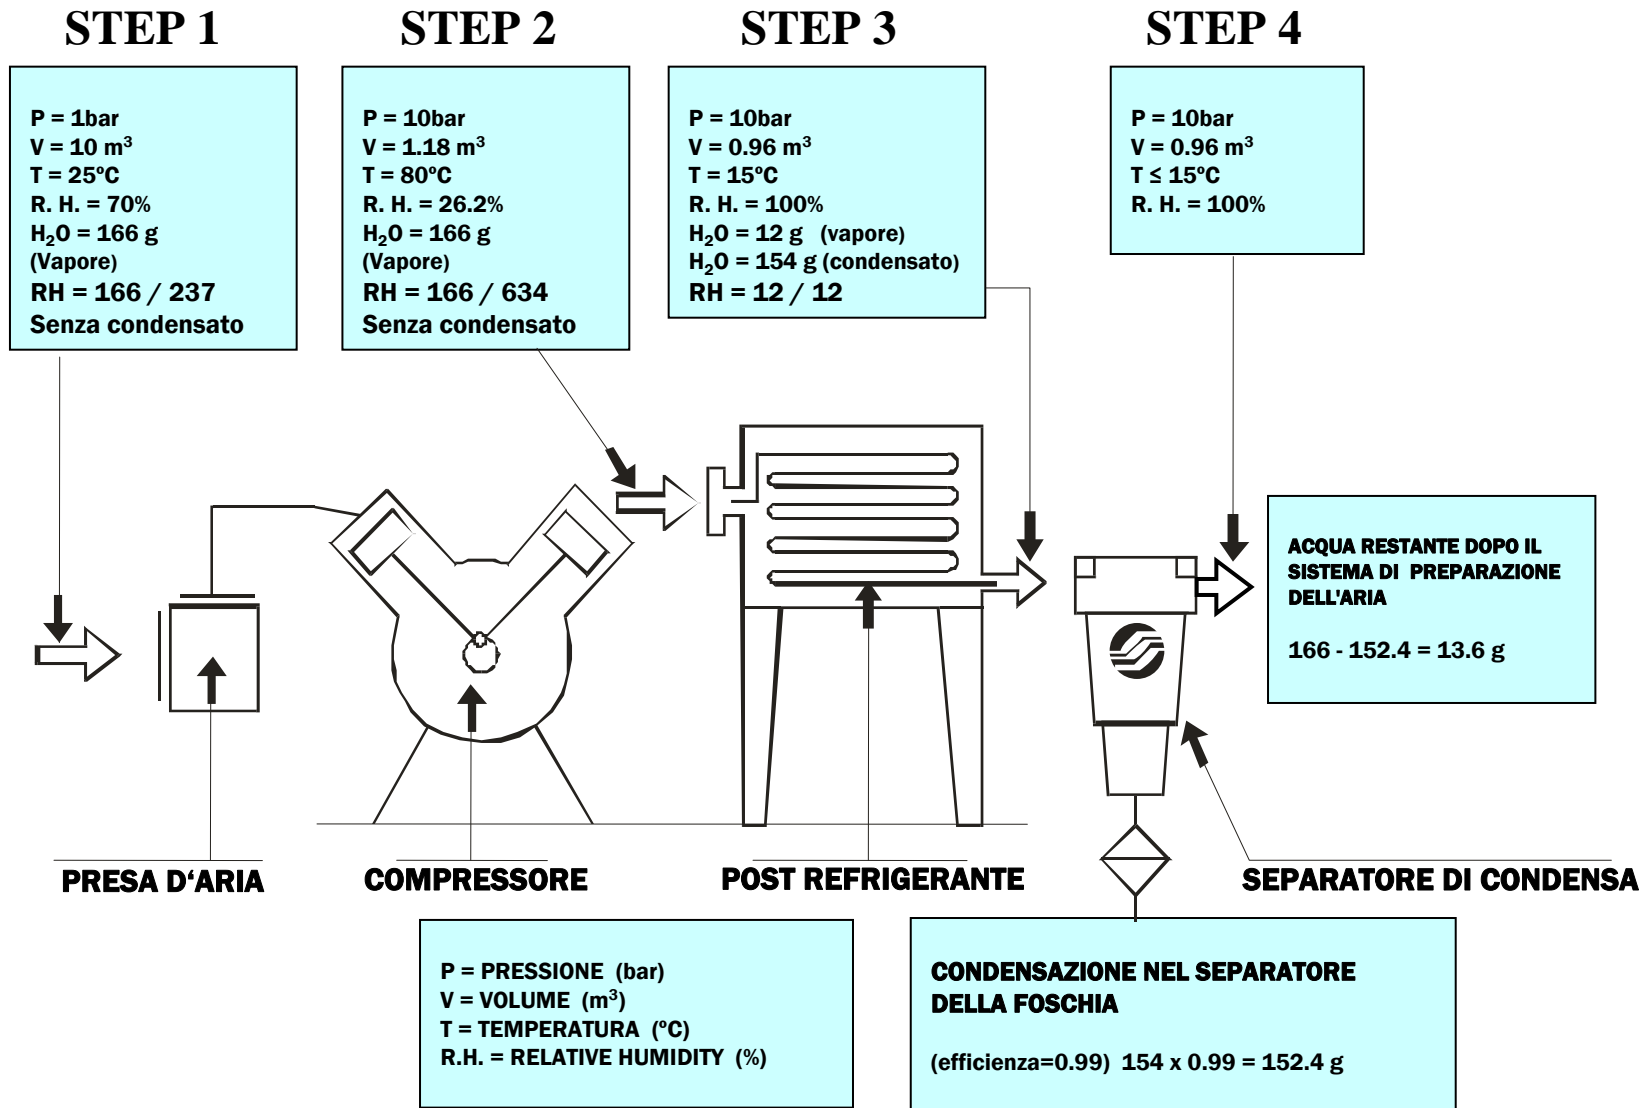 STEP 1
STEP 2
STEP 3
STEP 4
P = 1bar
V = 10 m³
T = 25ºC
R. H. = 70%
H₂O = 166 g
(Vapore)
RH = 166 / 237
Senza condensato
P = 10bar
V = 1.18 m³
T = 80ºC
R. H. = 26.2%
H₂O = 166 g
(Vapore)
RH = 166 / 634
Senza condensato
P = 10bar
V = 0.96 m³
T = 15ºC
R. H. = 100%
H₂O = 12 g (vapore)
H₂O = 154 g (condensato)
RH = 12 / 12
P = 10bar
V = 0.96 m³
T ≤ 15ºC
R. H. = 100%
ACQUA RESTANTE DOPO IL
SISTEMA DI PREPARAZIONE
DELL'ARIA
166 - 152.4 = 13.6 g
PRESA D‘ARIA
COMPRESSORE
POST REFRIGERANTE
SEPARATORE DI CONDENSA
P = PRESSIONE (bar)
V = VOLUME (m³)
T = TEMPERATURA (ºC)
R.H. = RELATIVE HUMIDITY (%)
CONDENSAZIONE NEL SEPARATORE
DELLA FOSCHIA
(efficienza=0.99) 154 x 0.99 = 152.4 g